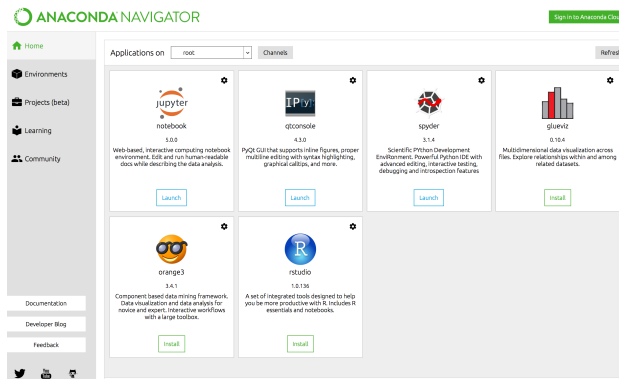 ANACONDA NAVIGATOR
Sign in to Anaconda Clou
Home
Applications on
root
Channels
Refres
Environments
Projects (beta)
Learning
Community
jupyter
notebook
5.0.0
Web-based, interactive computing notebook
environment. Edit and run human-readable
docs while describing the data analysis.
Launch
IP[y]:
qtconsole
4.3.0
PyQt GUI that supports inline figures, proper
multiline editing with syntax highlighting,
graphical calltips, and more.
Launch
spyder
3.1.4
Scientific PYthon Development
EnviRonment. Powerful Python IDE with
advanced editing, interactive testing,
debugging and introspection features
Launch
glueviz
0.10.4
Multidimensional data visualization across
files. Explore relationships within and among
related datasets.
Install
orange3
3.4.1
Component based data mining framework.
Data visualization and data analysis for
novice and expert. Interactive workflows
with a large toolbox.
Install
R
rstudio
1.0.136
A set of integrated tools designed to help
you be more productive with R. Includes R
essentials and notebooks.
Install
Documentation
Developer Blog
Feedback
You
Tube